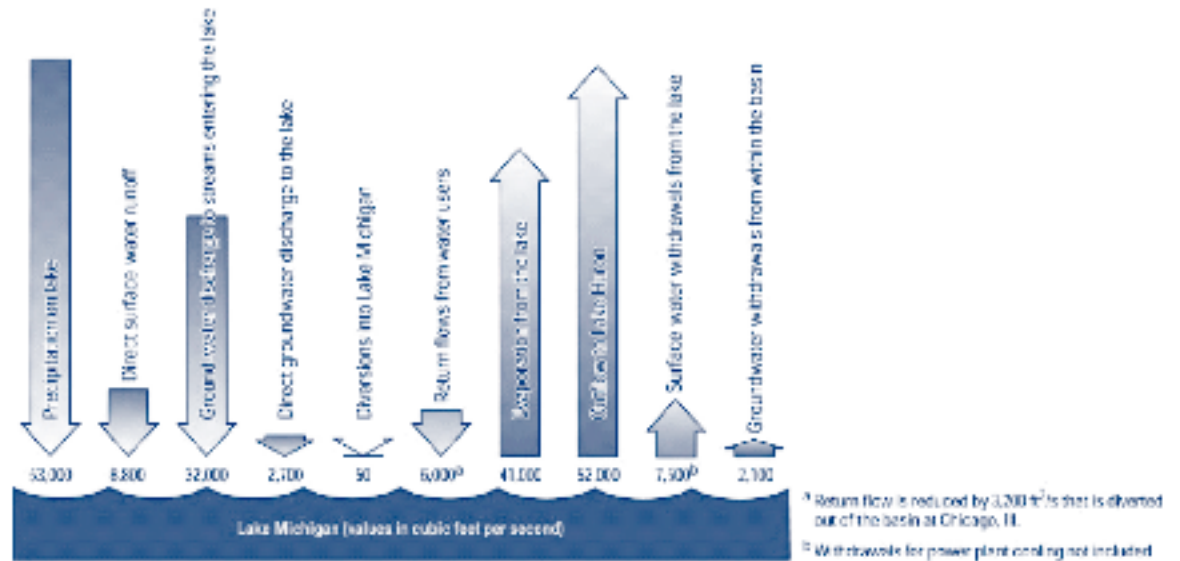 Precipitation on lake
Direct surface water runoff
Ground water discharge to streams entering the lake
Direct groundwater discharge to the lake
Diversions into Lake Michigan
Return flows from water users
Evaporation from the lake
Lake Huron
Surface water withdrawals from the lake
Groundwater withdrawals from within the basin
53,000 8,800 32,000 2,700 50 6,000ᵃ 41,000 52,000 7,500ᵇ 2,100
Lake Michigan (values in cubic feet per second)
ᵃ Return flow is reduced by 3,200 ft³/s that is diverted
out of the basin at Chicago, Ill.
ᵇ Withdrawals for power plant cooling not included